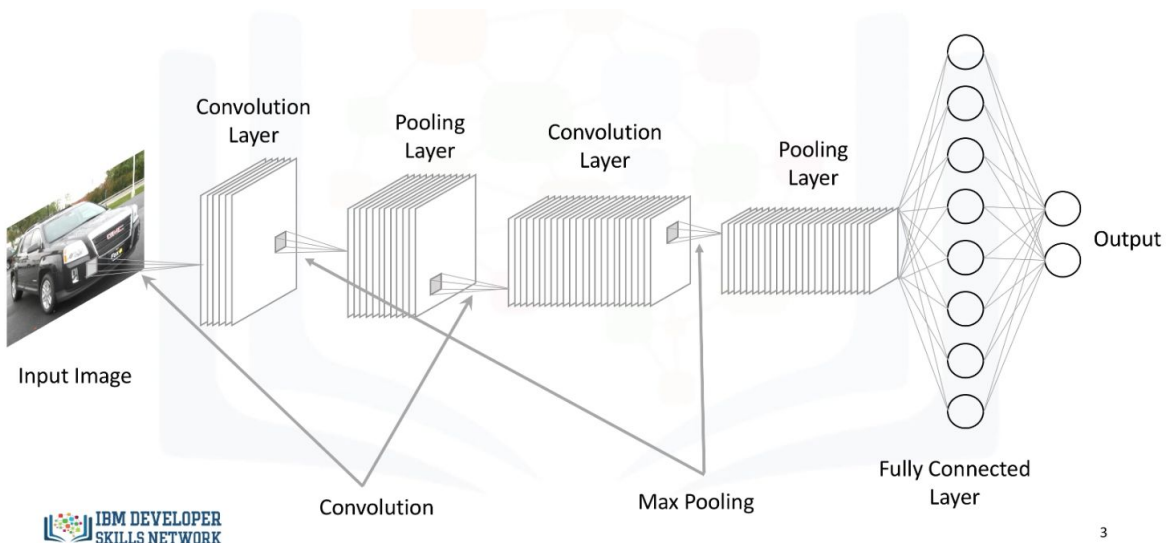 Convolution
Layer
Pooling
Layer
Convolution
Layer
Pooling
Layer
Output
Input Image
Convolution
Max Pooling
Fully Connected
Layer
IBM DEVELOPER
SKILLS NETWORK
3